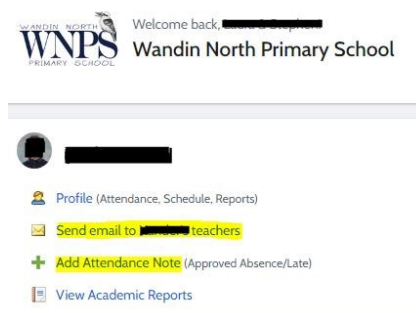 WANDIN NORTH
WNPS
PRIMARY SCHOOL
Welcome back,
Wandin North Primary School
Profile (Attendance, Schedule, Reports)
Send email to teachers
Add Attendance Note (Approved Absence/Late)
View Academic Reports